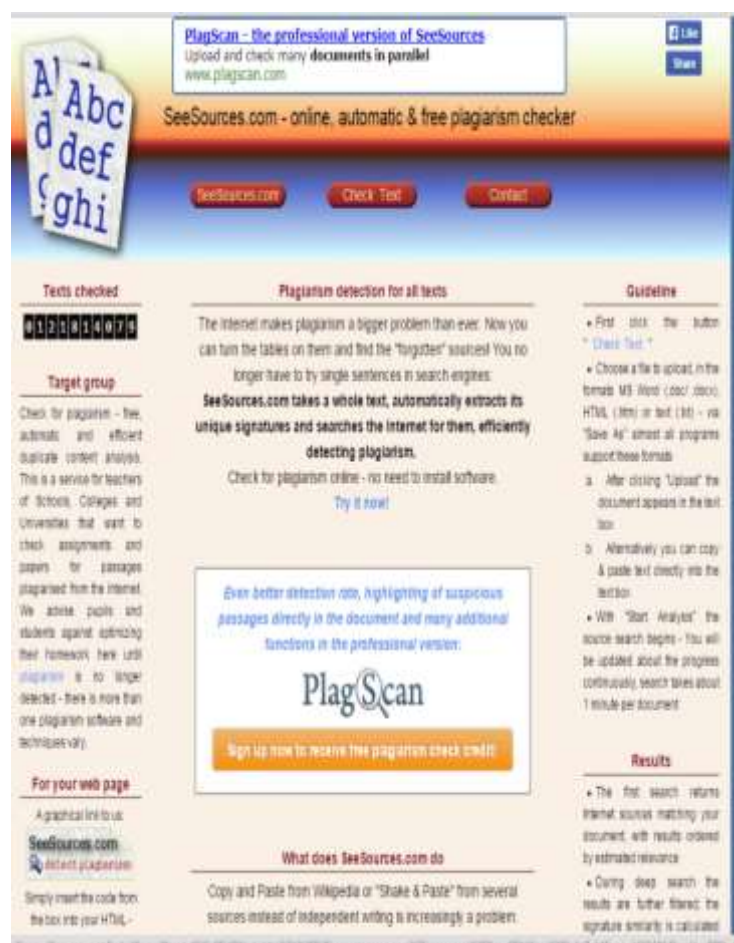 PlagScan - the professional version of SeeSources
Upload and check many documents in parallel
www.plagscan.com
Like
Share
Abc
def
ghi
SeeSources.com - online, automatic & free plagiarism checker
SeeSources.com
Check Text
Contact
Texts checked
Target group
Check for plagiarism - free,
automatic and efficient
duplicate content analysis.
This is a service for teachers
of Schools, Colleges and
Universities that want to
check assignments and
papers for passages
plagiarised from the Internet.
We advise pupils and
students against optimizing
their homework here until
plagiarism is no longer
detected - there is more than
one plagiarism software and
techniques vary.
For your web page
A graphical link to us:
SeeSources.com
detect plagiarism
Simply insert the code from
the box into your HTML -
Plagiarism detection for all texts
The Internet makes plagiarism a bigger problem than ever. Now you
can turn the tables on them and find the "forgotten" sources! You no
longer have to try single sentences in search engines:
SeeSources.com takes a whole text, automatically extracts its
unique signatures and searches the Internet for them, efficiently
detecting plagiarism.
Check for plagiarism online - no need to install software.
Try it now!
Even better detection rate, highlighting of suspicious
passages directly in the document and many additional
functions in the professional version:
PlagScan
Sign up now to receive free plagiarism check credit!
What does SeeSources.com do
Copy and Paste from Wikipedia or "Shake & Paste" from several
sources instead of independent writing is increasingly a problem
Guideline
• First click the button
" Check Text "
• Choose a file to upload, in the
formats MS Word (.doc/ .docx),
HTML (.htm) or text (.txt) - via
"Save As" almost all programs
support these formats
a. After clicking "Upload" the
document appears in the text
box
b. Alternatively you can copy
& paste text directly into the
textbox
• With "Start Analysis" the
source search begins - You will
be updated about the progress
continuously, search takes about
1 minute per document
Results
• The first search returns
Internet sources matching your
document, with results ordered
by estimated relevance
• During deep search the
results are further filtered; the
signature similarity is calculated